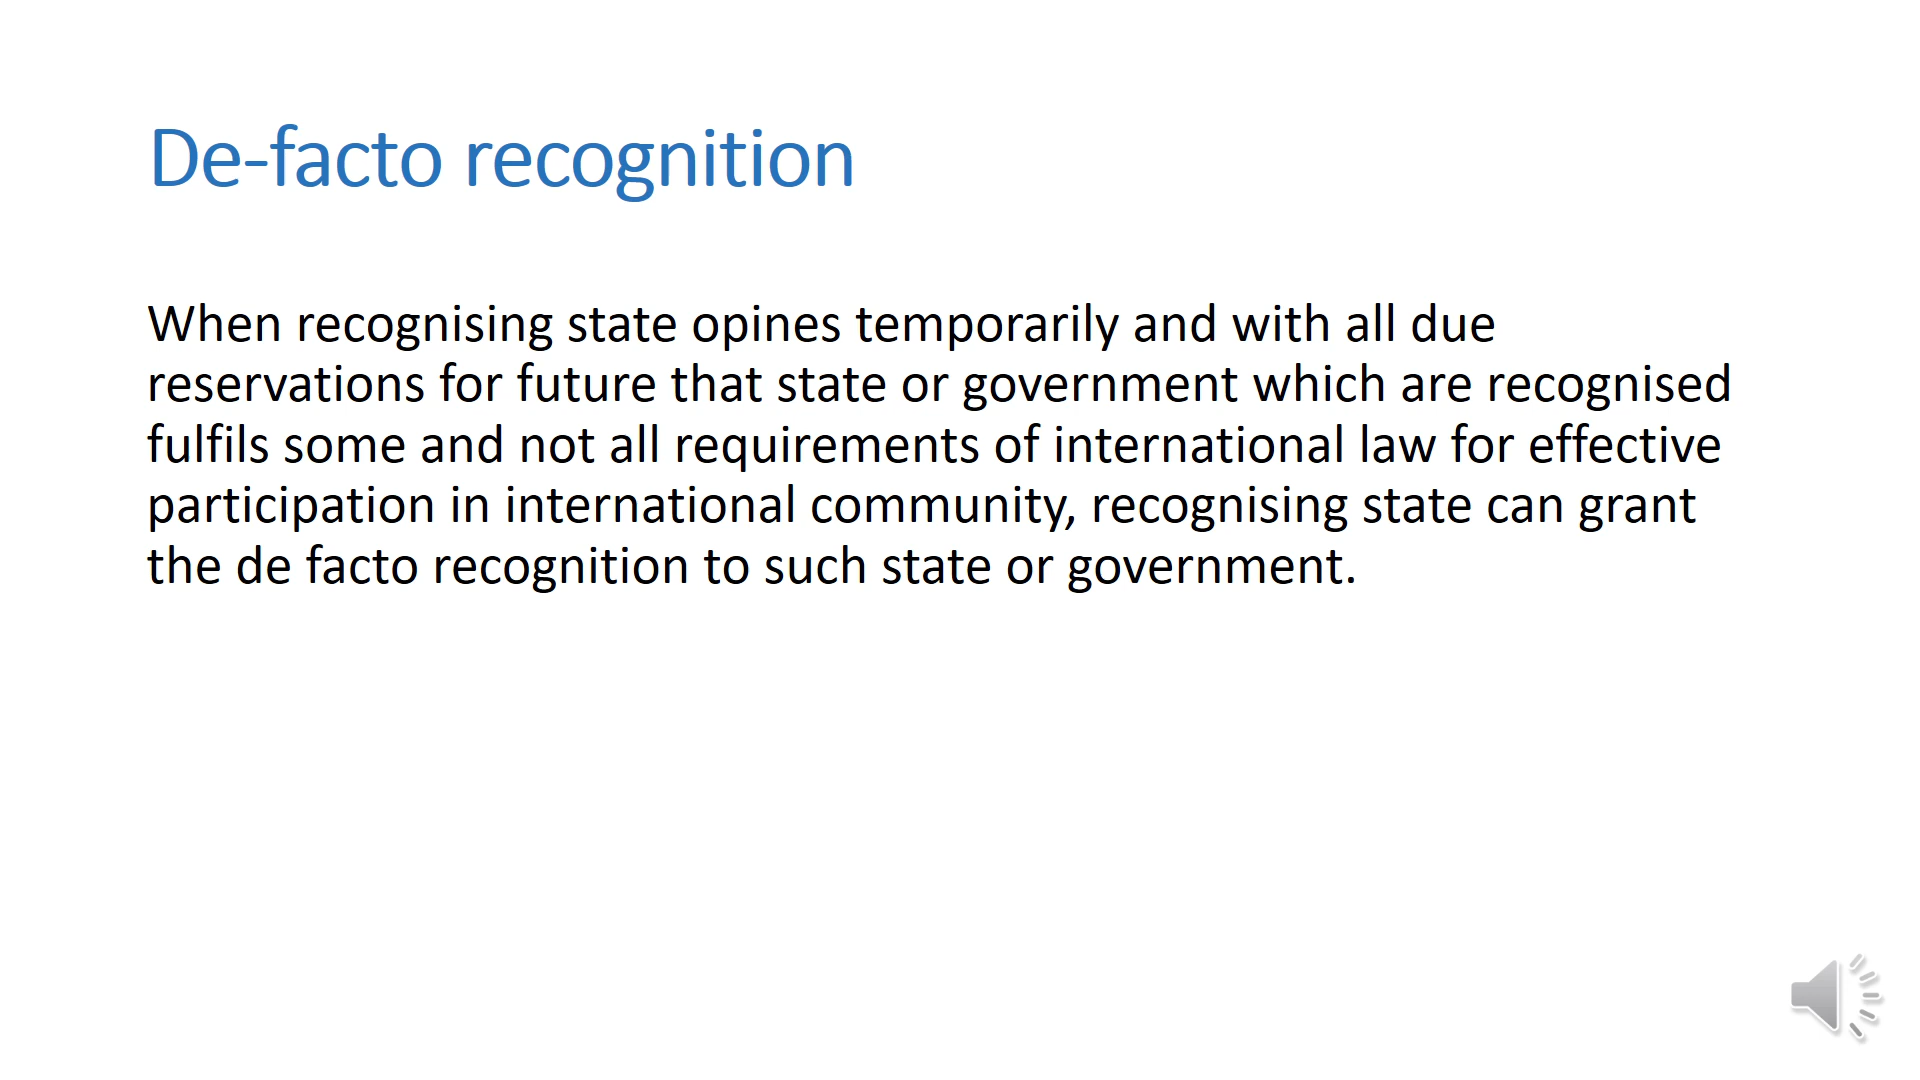 De-facto recognition
When recognising state opines temporarily and with all due
reservations for future that state or government which are recognised
fulfils some and not all requirements of international law for effective
participation in international community, recognising state can grant
the de facto recognition to such state or government.